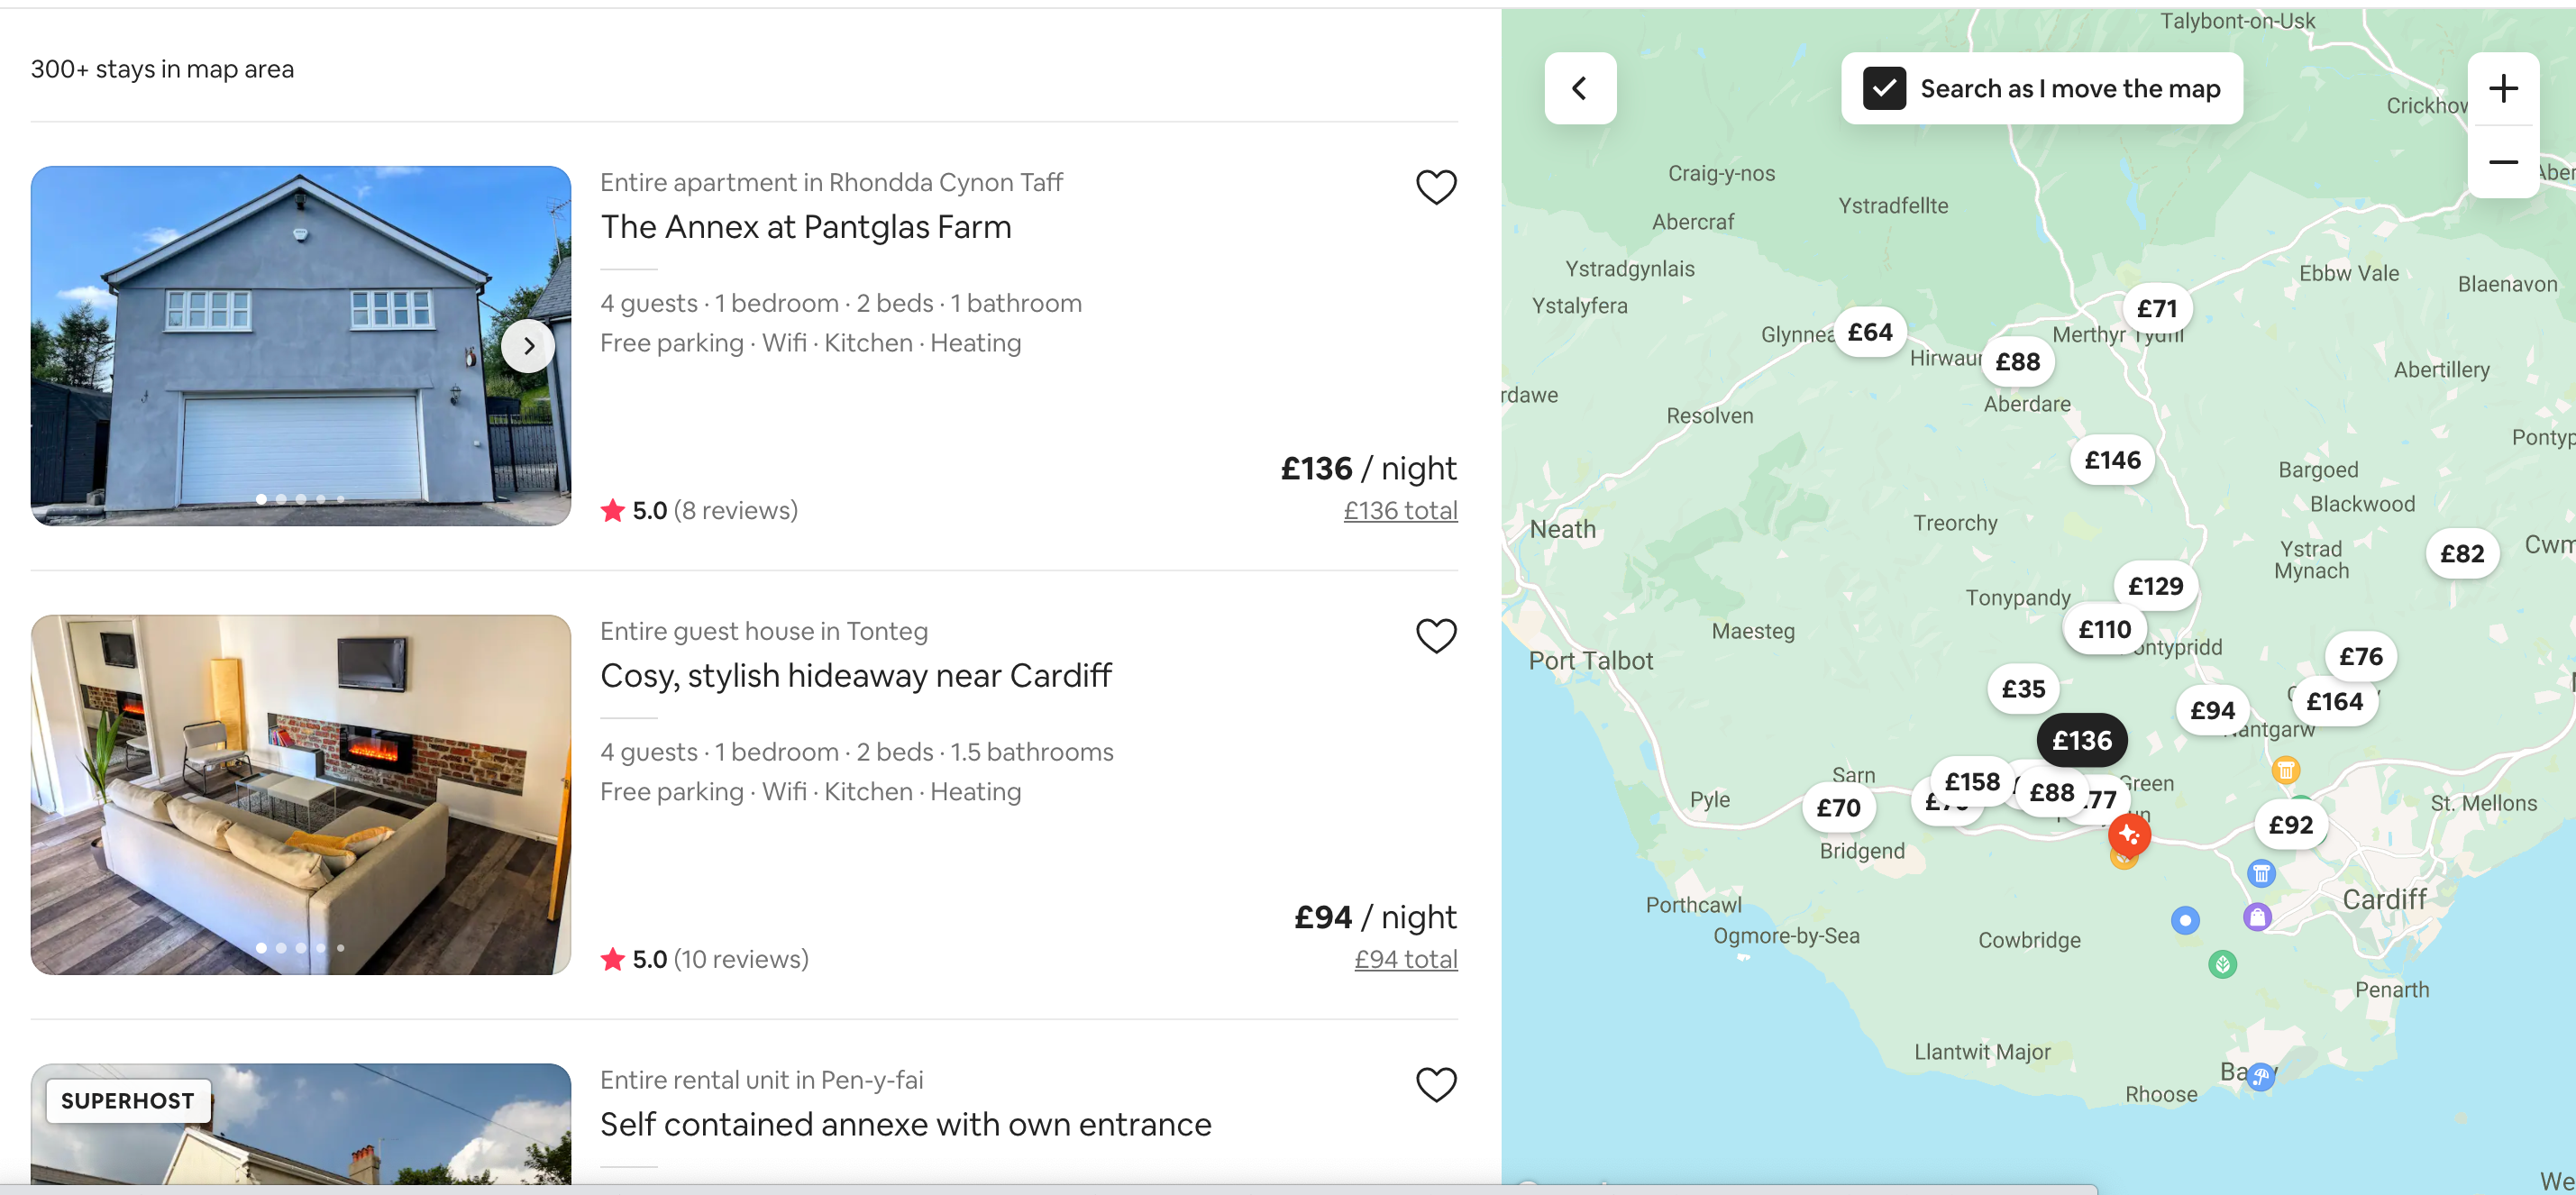 300+ stays in map area
Entire apartment in Rhondda Cynon Taff
The Annex at Pantglas Farm
4 guests · 1 bedroom · 2 beds · 1 bathroom
Free parking · Wifi · Kitchen · Heating
£136 / night
5.0 (8 reviews)
£136 total
Entire guest house in Tonteg
Cosy, stylish hideaway near Cardiff
4 guests · 1 bedroom · 2 beds · 1.5 bathrooms
Free parking · Wifi · Kitchen · Heating
£94 / night
5.0 (10 reviews)
£94 total
SUPERHOST
Entire rental unit in Pen-y-fai
Self contained annexe with own entrance
Talybont-on-Usk
Search as I move the map
+
Crickhow
−
Craig-y-nos
Aber
Ystradfellte
Abercraf
Ystradgynlais
Ebbw Vale
Blaenavon
Ystalyfera
£71
Glynnea
£64
Merthyr Tydfil
Hirwaun
£88
Abertillery
rdawe
Aberdare
Resolven
Pontyp
£146
Bargoed
Blackwood
Treorchy
Neath
Ystrad
Mynach
£82
Cwm
£129
Tonypandy
£110
Maesteg
ontypridd
Port Talbot
£76
£35
£164
£94
Nantgarw
£136
Sarn
£158
Green
£88
77
Pyle
£70
St. Mellons
£92
Bridgend
Cardiff
Porthcawl
Ogmore-by-Sea
Cowbridge
Penarth
Llantwit Major
Ba
Rhoose
We